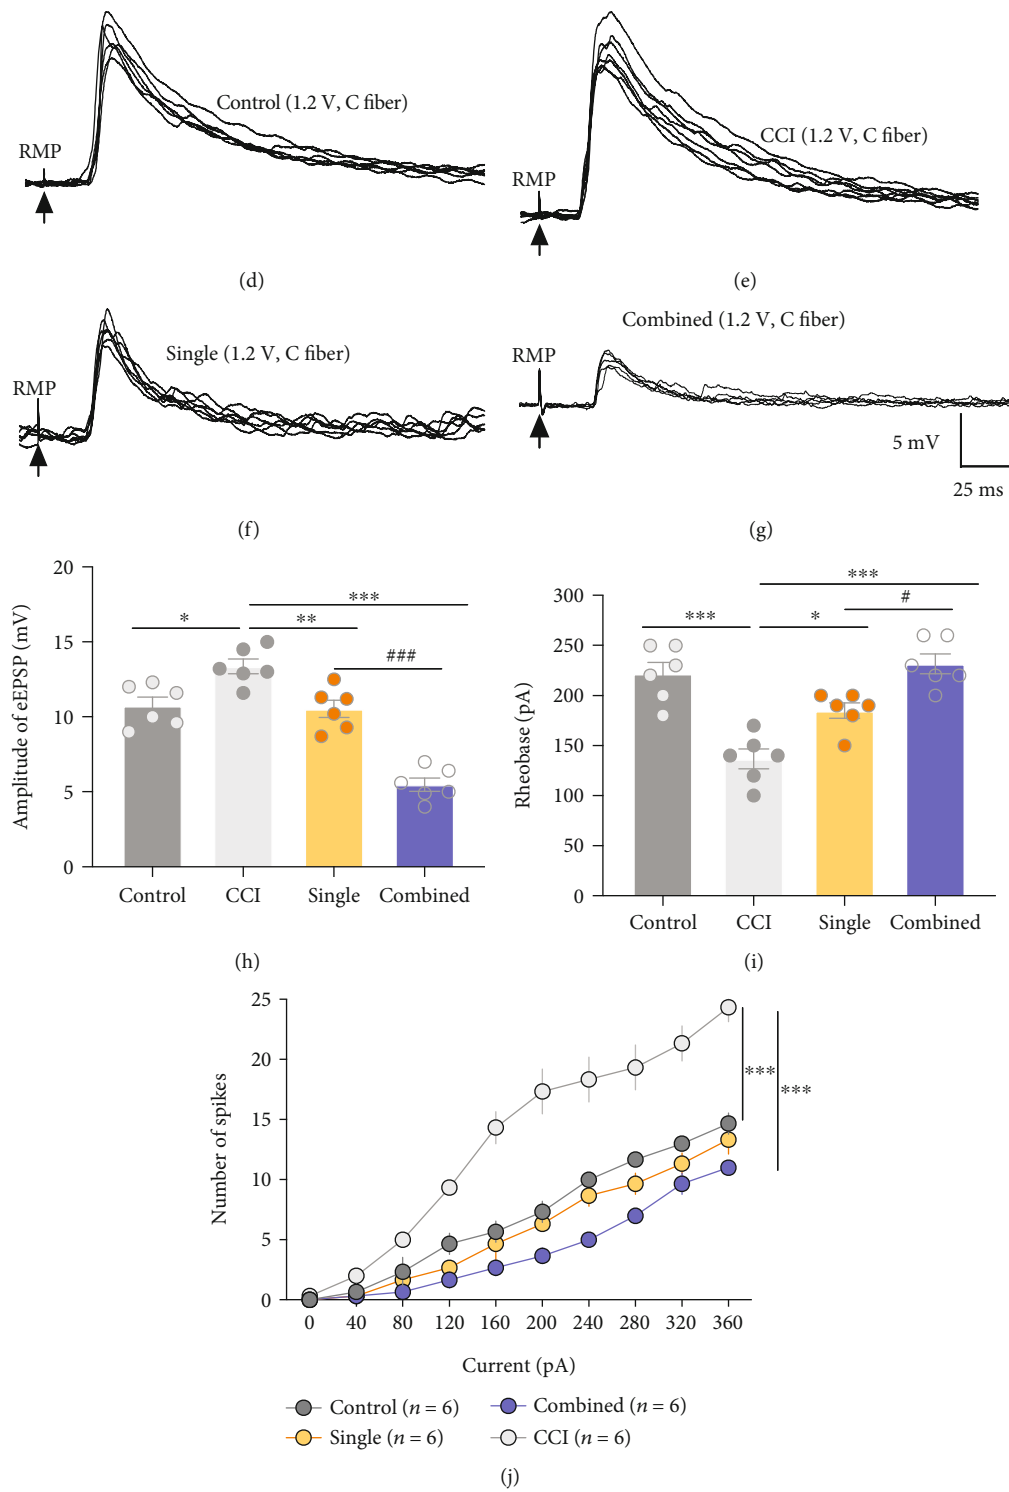 Control (1.2 V, C fiber)
RMP
(d)
CCI (1.2 V, C fiber)
RMP
(e)
Single (1.2 V, C fiber)
RMP
(f)
Combined (1.2 V, C fiber)
RMP
5 mV
25 ms
(g)
Amplitude of eEPSP (mV)
20
15
10
5
0
*
***
**
###
Control CCI Single Combined
(h)
Rheobase (pA)
300
250
200
150
100
50
0
***
***
*
#
Control CCI Single Combined
(i)
Number of spikes
25
20
15
10
5
0
***
***
0 40 80 120 160 200 240 280 320 360
Current (pA)
Control (n = 6)
Combined (n = 6)
Single (n = 6)
CCI (n = 6)
(j)